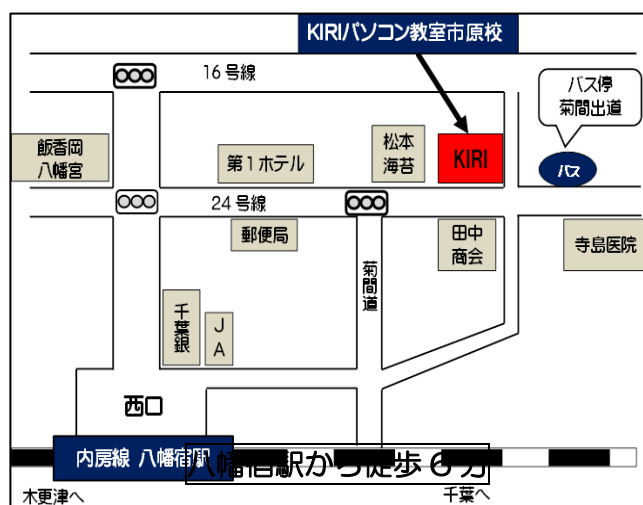 KIRIパソコン教室市原校
16号線
バス停
菊間出道
飯香岡
八幡宮
第1ホテル
松本
海苔
KIRI
バス
24号線
郵便局
菊間道
田中
商会
寺島医院
千葉銀
JA
西口
内房線 八幡宿駅
八幡宿駅から徒歩6分
木更津へ
千葉へ